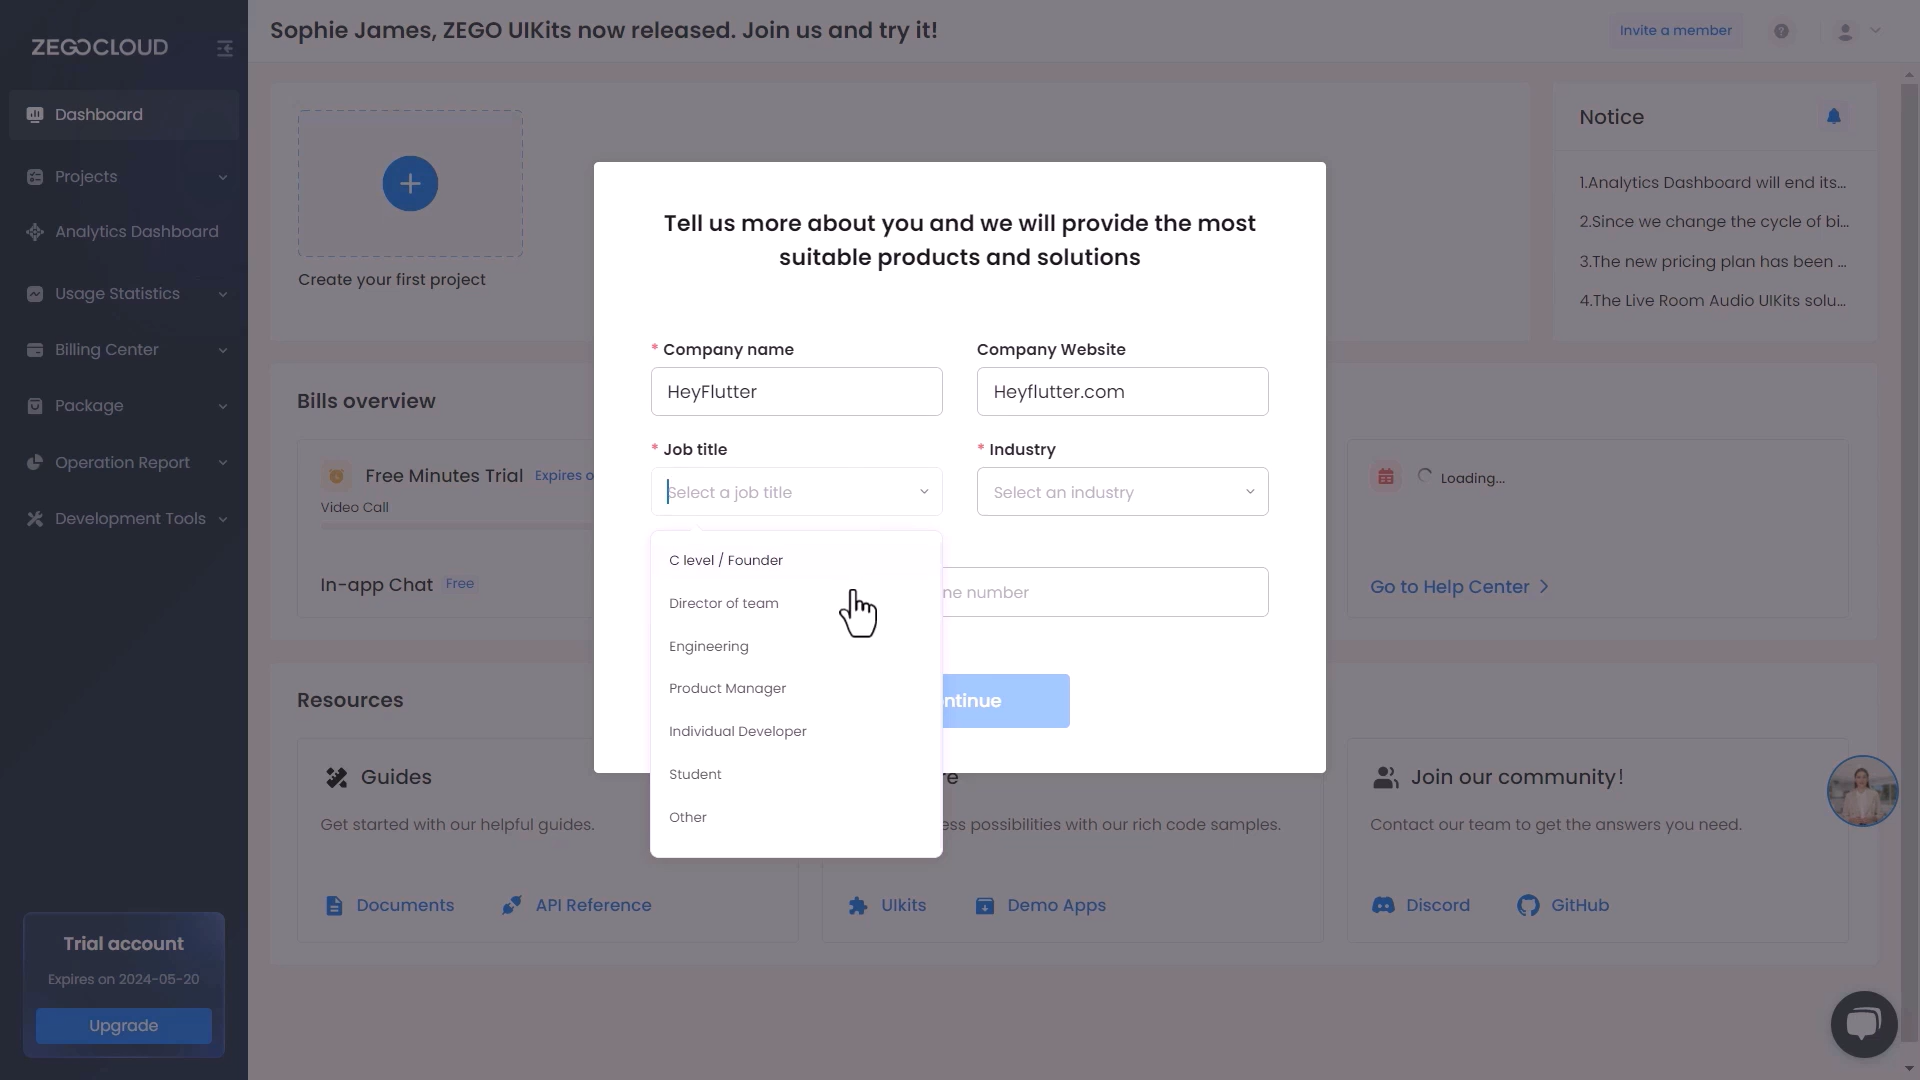 ZEGOCLOUD
Sophie James, ZEGO UIKits now released. Join us and try it!
Invite a member
Dashboard
Projects
Analytics Dashboard
Usage Statistics
Billing Center
Package
Operation Report
Development Tools
Trial account
Expires on 2024-05-20
Upgrade
Create your first project
Notice
1.Analytics Dashboard will end its...
2.Since we change the cycle of bi...
3.The new pricing plan has been ...
4.The Live Room Audio UIKits solu...
Tell us more about you and we will provide the most
suitable products and solutions
* Company name
Company Website
HeyFlutter
Heyflutter.com
* Job title
* Industry
Select a job title
Select an industry
C level / Founder
Director of team
Engineering
Product Manager
Individual Developer
Student
Other
number
Bills overview
Free Minutes Trial
Expires
Video Call
In-app Chat
Free
Loading...
Go to Help Center
Resources
Guides
Get started with our helpful guides.
Documents
API Reference
possibilities with our rich code samples.
UIkits
Demo Apps
Join our community!
Contact our team to get the answers you need.
Discord
GitHub